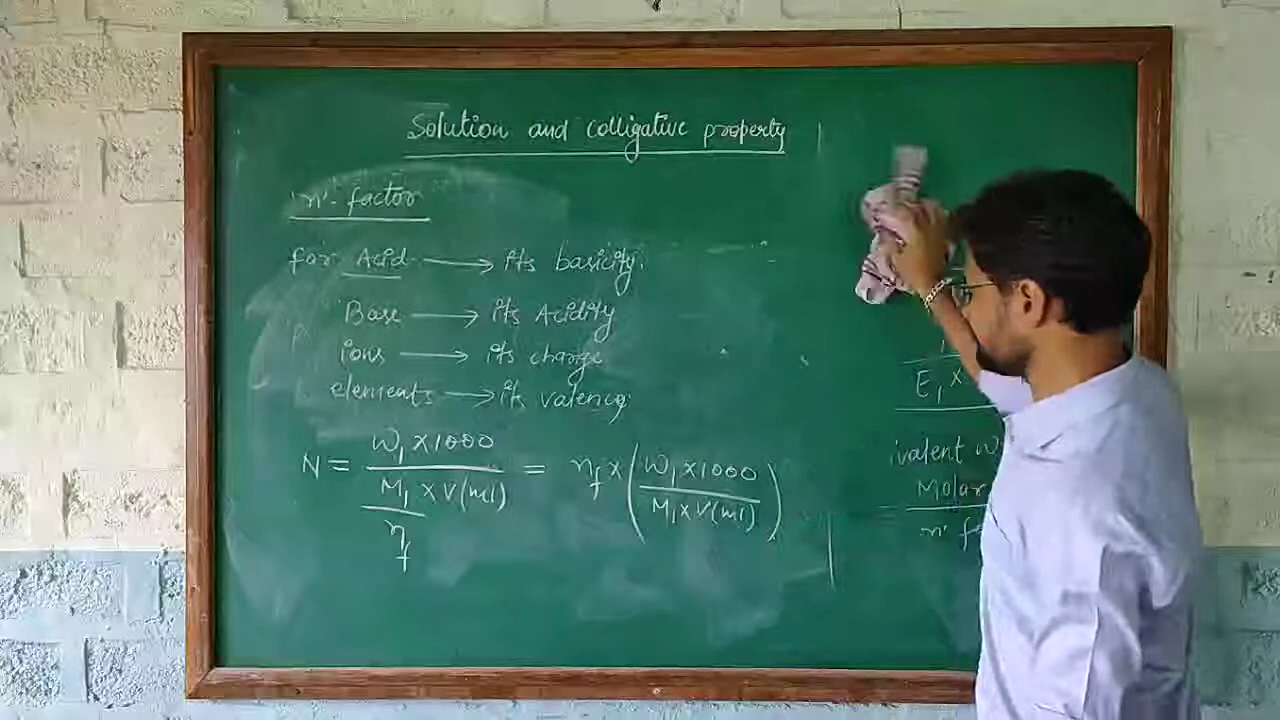 Solution and colligative property
'n'- factor
for Acid ⟶ its basicity.
Base ⟶ its Acidity
ions ⟶ its charge
elements ⟶ its valency.
N = W₁ x 1000 / (M₁/n_f x V(ml)) = n_f x (W₁ x 1000 / M₁ x V(ml))
E₁ x
ivalent W
= Molar / n' f